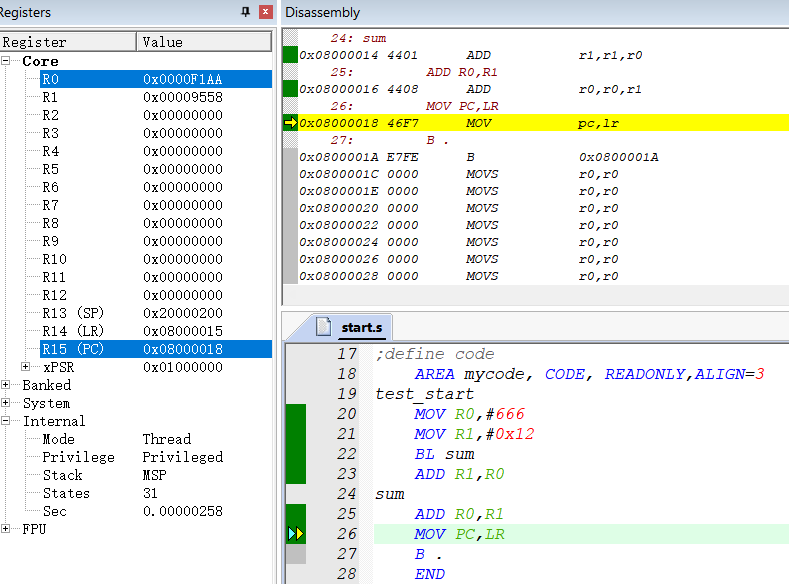 Registers
Register Value
Core
R0 0x0000F1AA
R1 0x00009558
R2 0x00000000
R3 0x00000000
R4 0x00000000
R5 0x00000000
R6 0x00000000
R7 0x00000000
R8 0x00000000
R9 0x00000000
R10 0x00000000
R11 0x00000000
R12 0x00000000
R13 (SP) 0x20000200
R14 (LR) 0x08000015
R15 (PC) 0x08000018
xPSR 0x01000000
Banked
System
Internal
Mode Thread
Privilege Privileged
Stack MSP
States 31
Sec 0.00000258
FPU
Disassembly
24: sum
0x08000014 4401 ADD r1,r1,r0
25: ADD R0,R1
0x08000016 4408 ADD r0,r0,r1
26: MOV PC,LR
0x08000018 46F7 MOV pc,lr
27: B .
0x0800001A E7FE B 0x0800001A
0x0800001C 0000 MOVS r0,r0
0x0800001E 0000 MOVS r0,r0
0x08000020 0000 MOVS r0,r0
0x08000022 0000 MOVS r0,r0
0x08000024 0000 MOVS r0,r0
0x08000026 0000 MOVS r0,r0
0x08000028 0000 MOVS r0,r0
start.s
17 ;define code
18 AREA mycode, CODE, READONLY,ALIGN=3
19 test_start
20 MOV R0,#666
21 MOV R1,#0x12
22 BL sum
23 ADD R1,R0
24 sum
25 ADD R0,R1
26 MOV PC,LR
27 B .
28 END